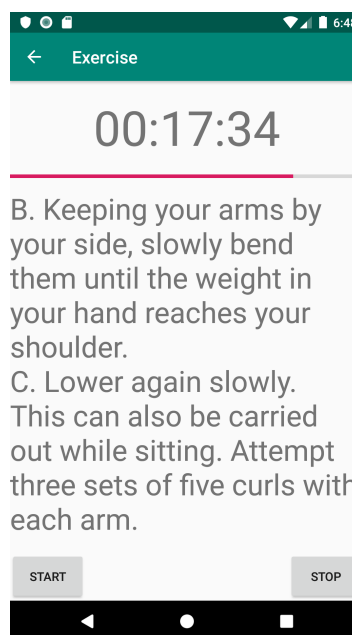 6:48
Exercise
00:17:34
B. Keeping your arms by
your side, slowly bend
them until the weight in
your hand reaches your
shoulder.
C. Lower again slowly.
This can also be carried
out while sitting. Attempt
three sets of five curls with
each arm.
START
STOP